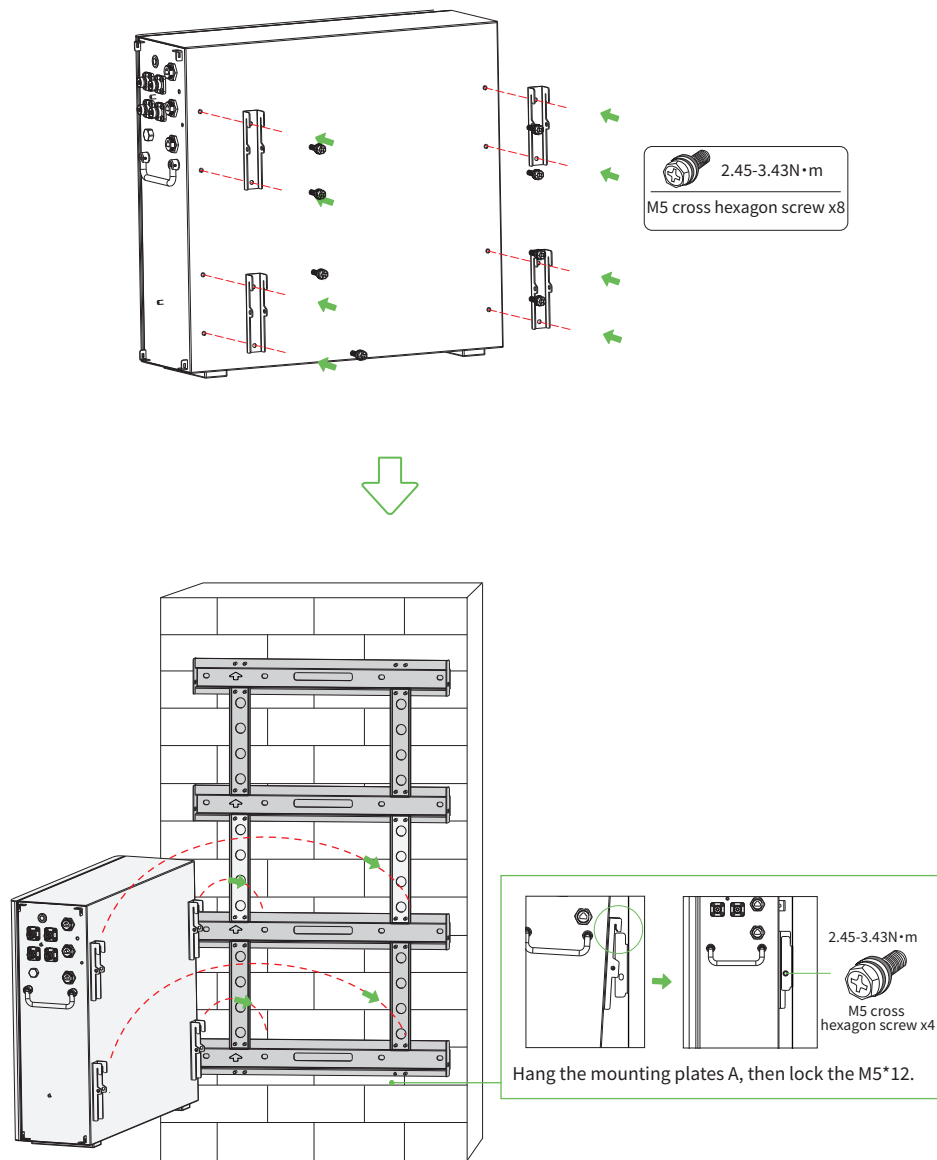 2.45-3.43N·m
M5 cross hexagon screw x8
2.45-3.43N·m
M5 cross
hexagon screw x4
Hang the mounting plates A, then lock the M5*12.